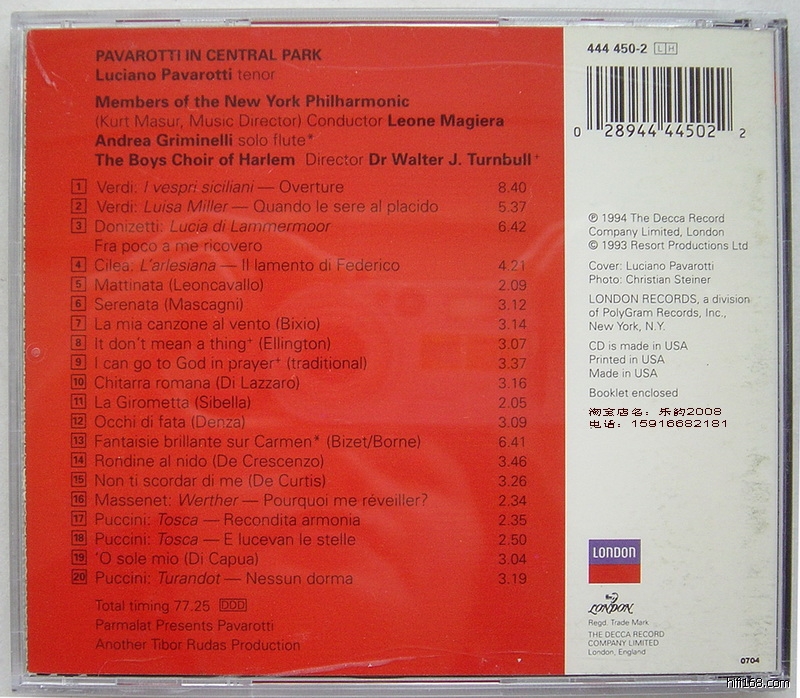 PAVAROTTI IN CENTRAL PARK
Luciano Pavarotti tenor
Members of the New York Philharmonic
(Kurt Masur, Music Director) Conductor Leone Magiera
Andrea Griminelli solo flute*
The Boys Choir of Harlem Director Dr Walter J. Turnbull+
1 Verdi: I vespri siciliani — Overture 8.40
2 Verdi: Luisa Miller — Quando le sere al placido 5.37
3 Donizetti: Lucia di Lammermoor 6.42
Fra poco a me ricovero
4 Cilea: L'arlesiana — Il lamento di Federico 4.21
5 Mattinata (Leoncavallo) 2.09
6 Serenata (Mascagni) 3.12
7 La mia canzone al vento (Bixio) 3.14
8 It don't mean a thing+ (Ellington) 3.07
9 I can go to God in prayer+ (traditional) 3.37
10 Chitarra romana (Di Lazzaro) 3.16
11 La Girometta (Sibella) 2.05
12 Occhi di fata (Denza) 3.09
13 Fantaisie brillante sur Carmen* (Bizet/Borne) 6.41
14 Rondine al nido (De Crescenzo) 3.46
15 Non ti scordar di me (De Curtis) 3.26
16 Massenet: Werther — Pourquoi me réveiller? 2.34
17 Puccini: Tosca — Recondita armonia 2.35
18 Puccini: Tosca — E lucevan le stelle 2.50
19 'O sole mio (Di Capua) 3.04
20 Puccini: Turandot — Nessun dorma 3.19
Total timing 77.25 DDD
Parmalat Presents Pavarotti
Another Tibor Rudas Production
444 450-2 LH
0 28944 44502 2
℗ 1994 The Decca Record
Company Limited, London
© 1993 Resort Productions Ltd
Cover: Luciano Pavarotti
Photo: Christian Steiner
LONDON RECORDS, a division
of PolyGram Records, Inc.,
New York, N.Y.
CD is made in USA
Printed in USA
Made in USA
Booklet enclosed
淘宝店名：乐韵2008
电话：15916682181
LONDON
LONDON
Regd. Trade Mark
THE DECCA RECORD
COMPANY LIMITED
London, England
0704
hifi168.com